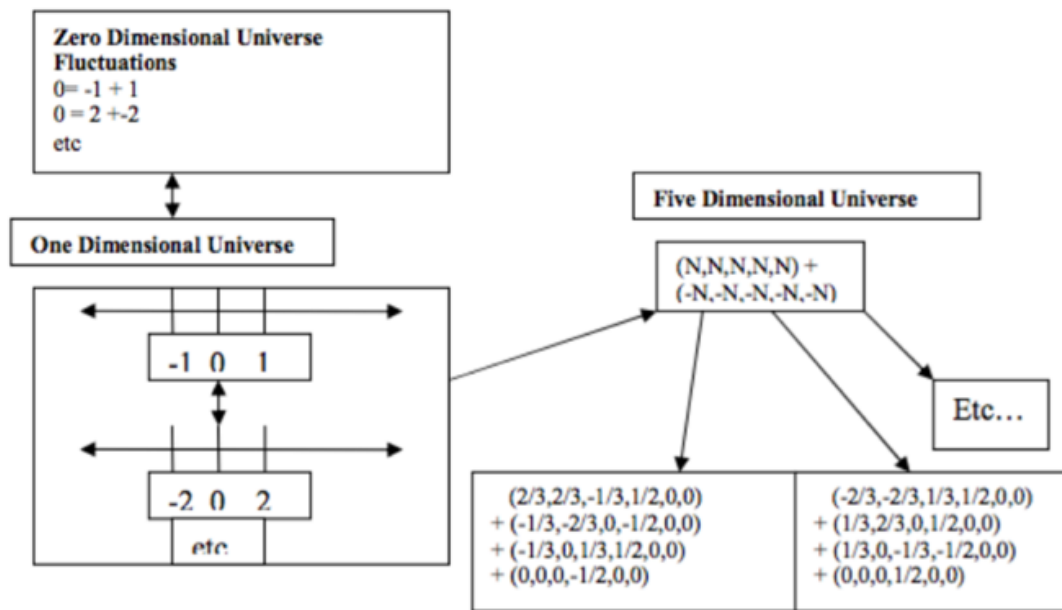 Zero Dimensional Universe
Fluctuations
0= -1 + 1
0 = 2 +-2
etc
One Dimensional Universe
-1 0 1
-2 0 2
etc
Five Dimensional Universe
(N,N,N,N,N) +
(-N,-N,-N,-N,-N)
Etc…
(2/3,2/3,-1/3,1/2,0,0)
+ (-1/3,-2/3,0,-1/2,0,0)
+ (-1/3,0,1/3,1/2,0,0)
+ (0,0,0,-1/2,0,0)
(-2/3,-2/3,1/3,1/2,0,0)
+ (1/3,2/3,0,1/2,0,0)
+ (1/3,0,-1/3,-1/2,0,0)
+ (0,0,0,1/2,0,0)